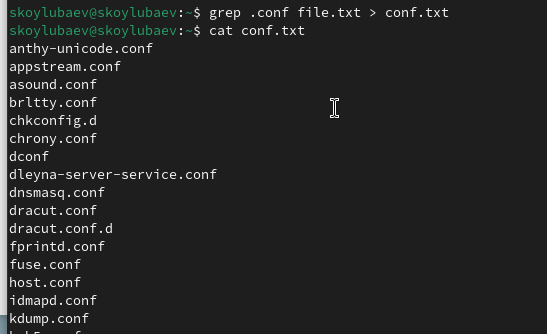 skoylubaev@skoylubaev:~$ grep .conf file.txt > conf.txt
skoylubaev@skoylubaev:~$ cat conf.txt
anthy-unicode.conf
appstream.conf
asound.conf
brltty.conf
chkconfig.d
chrony.conf
dconf
dleyna-server-service.conf
dnsmasq.conf
dracut.conf
dracut.conf.d
fprintd.conf
fuse.conf
host.conf
idmapd.conf
kdump.conf